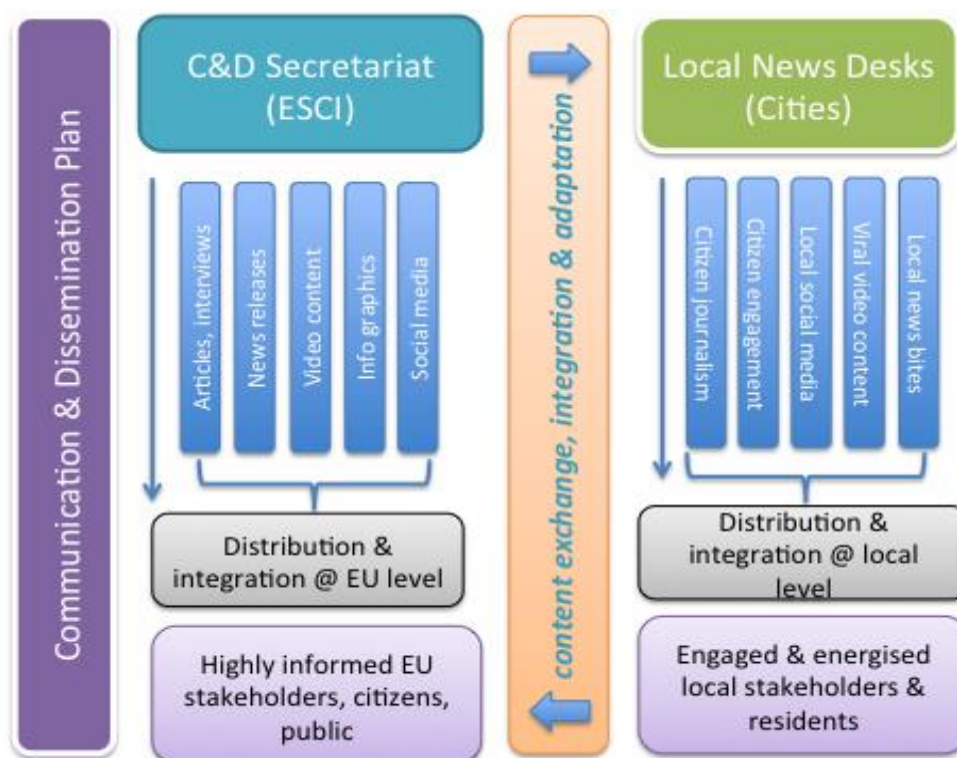 Communication & Dissemination Plan
C&D Secretariat
(ESCI)
Articles, interviews
News releases
Video content
Info graphics
Social media
Distribution &
integration @ EU level
Highly informed EU
stakeholders, citizens,
public
content exchange, integration & adaptation
Local News Desks
(Cities)
Citizen journalism
Citizen engagement
Local social media
Viral video content
Local news bites
Distribution &
integration @ local
level
Engaged & energised
local stakeholders &
residents